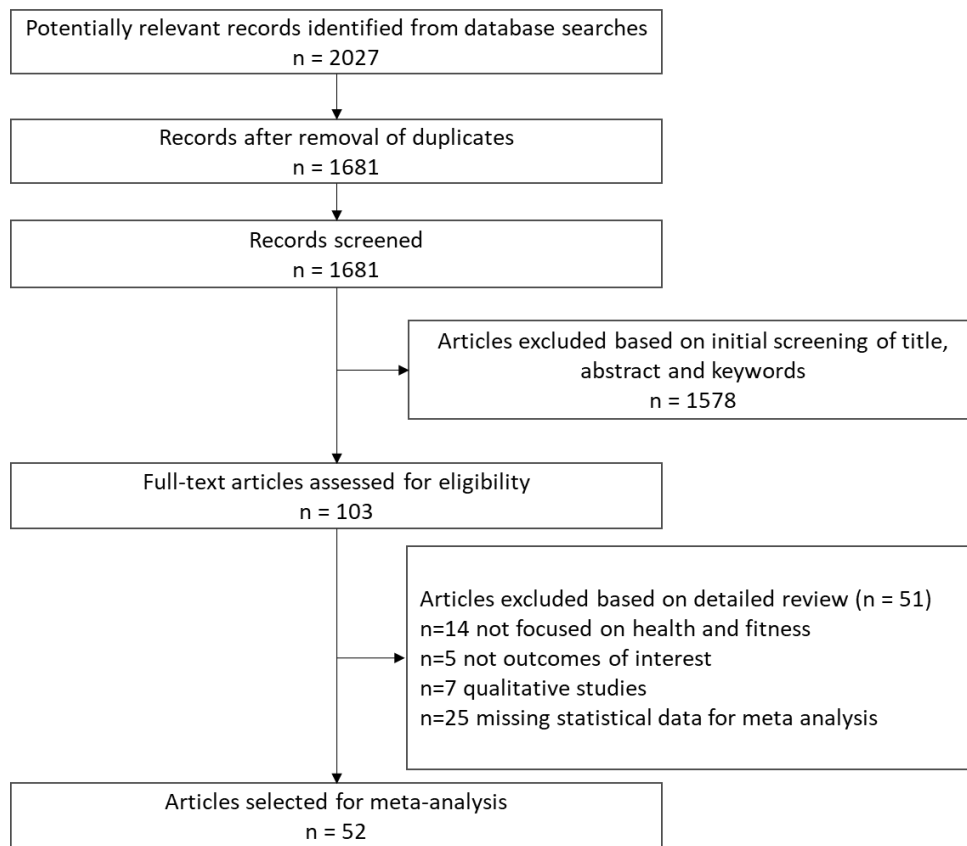 Potentially relevant records identified from database searches
n = 2027
Records after removal of duplicates
n = 1681
Records screened
n = 1681
Articles excluded based on initial screening of title,
abstract and keywords
n = 1578
Full-text articles assessed for eligibility
n = 103
Articles excluded based on detailed review (n = 51)
n=14 not focused on health and fitness
n=5 not outcomes of interest
n=7 qualitative studies
n=25 missing statistical data for meta analysis
Articles selected for meta-analysis
n = 52